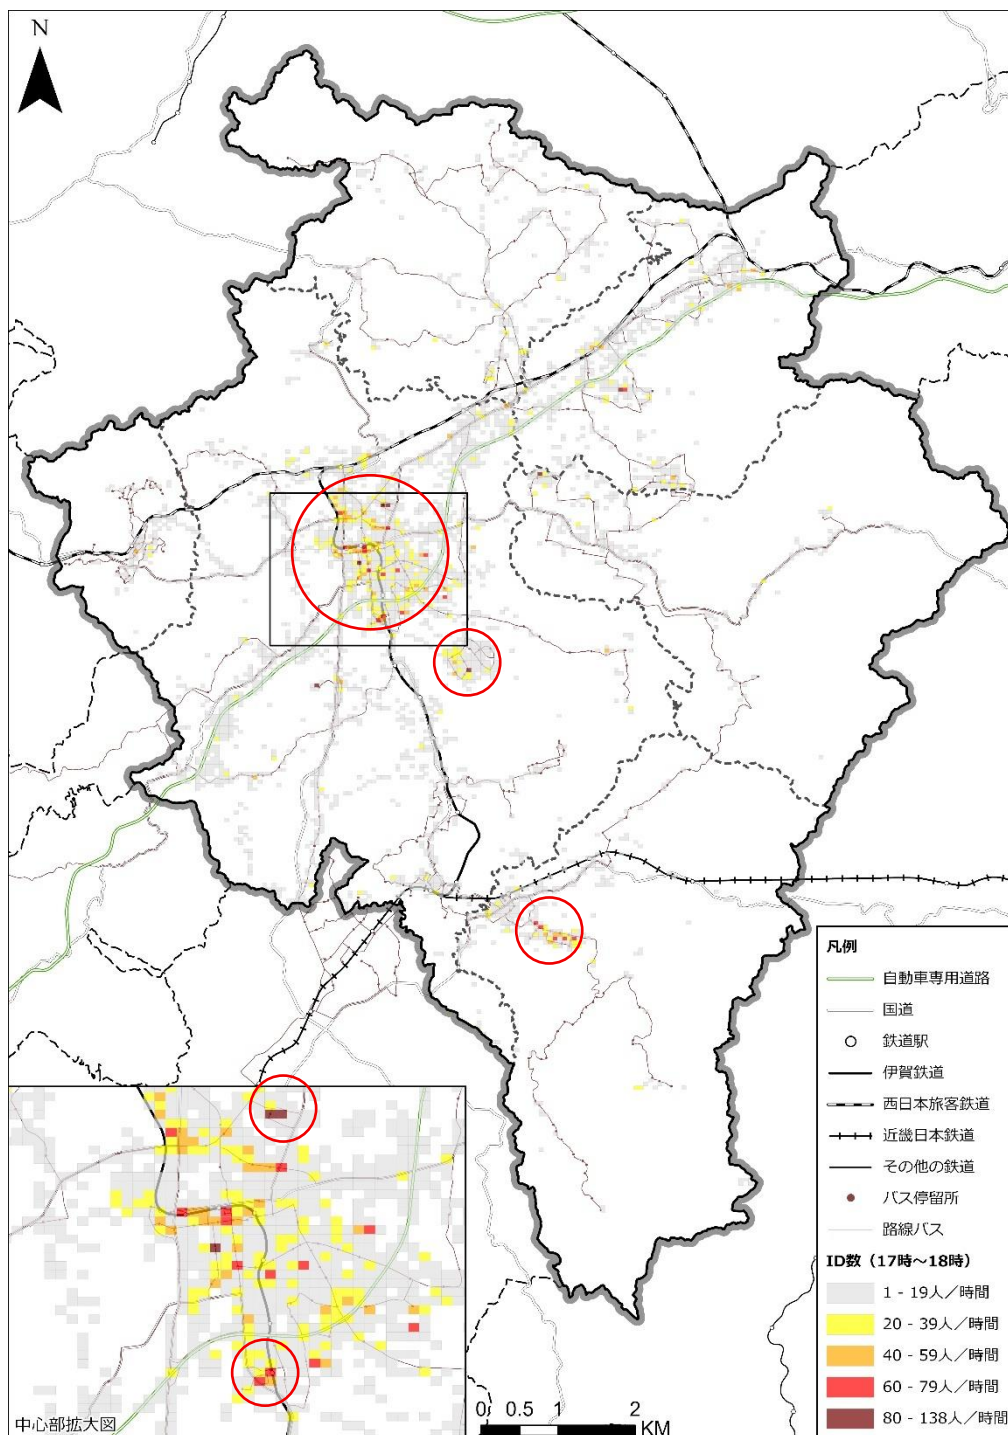 N
凡例
自動車専用道路
国道
鉄道駅
伊賀鉄道
西日本旅客鉄道
近畿日本鉄道
その他の鉄道
バス停留所
路線バス
ID数（17時～18時）
1 - 19人／時間
20 - 39人／時間
40 - 59人／時間
60 - 79人／時間
80 - 138人／時間
中心部拡大図
0 0.5 1 2
KM